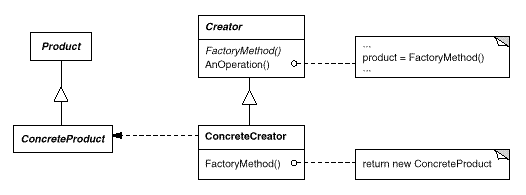 Product
ConcreteProduct
Creator
FactoryMethod()
AnOperation()
...
product = FactoryMethod()
...
ConcreteCreator
FactoryMethod()
return new ConcreteProduct